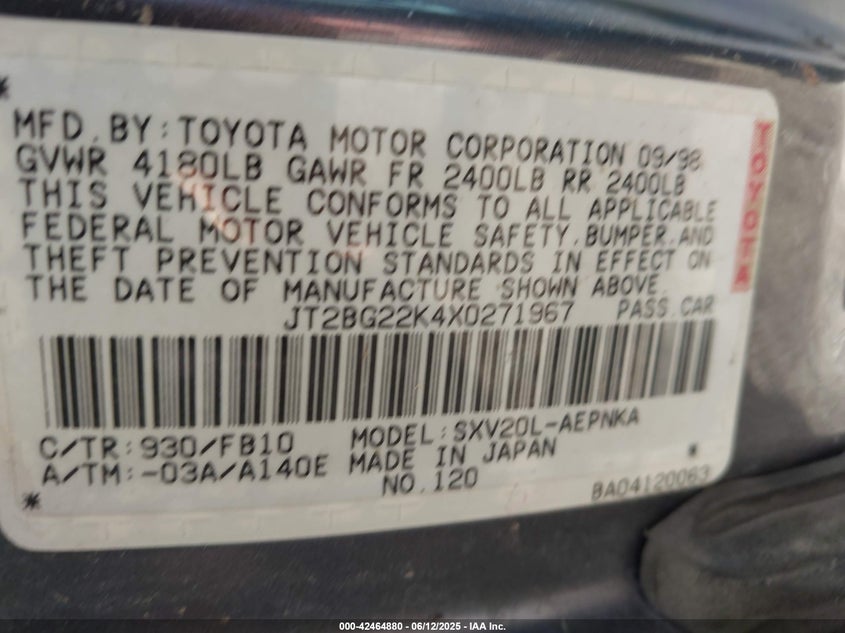 *
MFD. BY: TOYOTA MOTOR CORPORATION 09/98
GVWR 4180LB GAWR FR 2400LB RR 2400LB
THIS VEHICLE CONFORMS TO ALL APPLICABLE
FEDERAL MOTOR VEHICLE SAFETY, BUMPER, AND
THEFT PREVENTION STANDARDS IN EFFECT ON
THE DATE OF MANUFACTURE SHOWN ABOVE.
JT2BG22K4X0271967 PASS. CAR
C/TR: 930/FB10 MODEL: SXV20L-AEPNKA
A/TM: -03A/A140E MADE IN JAPAN *
* NO. 120 BA04120063
TOYOTA
000-42464880 - 06/12/2025 - IAA Inc.